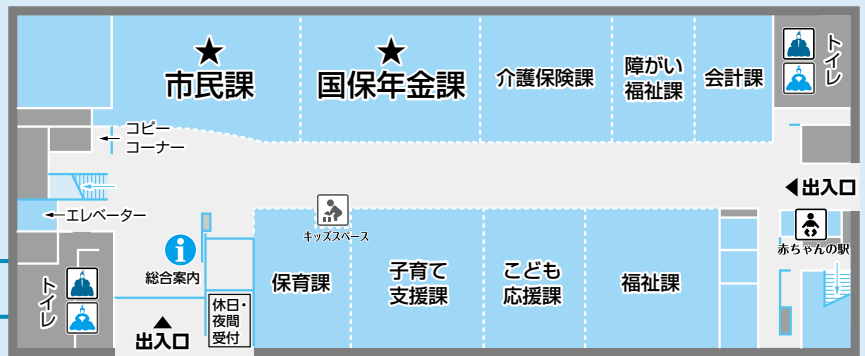 ★
市民課
★
国保年金課
介護保険課
障がい
福祉課
会計課
トイレ
コピー
コーナー
エレベーター
出入口
キッズスペース
赤ちゃんの駅
i
総合案内
保育課
子育て
支援課
こども
応援課
福祉課
トイレ
休日・
夜間
受付
出入口